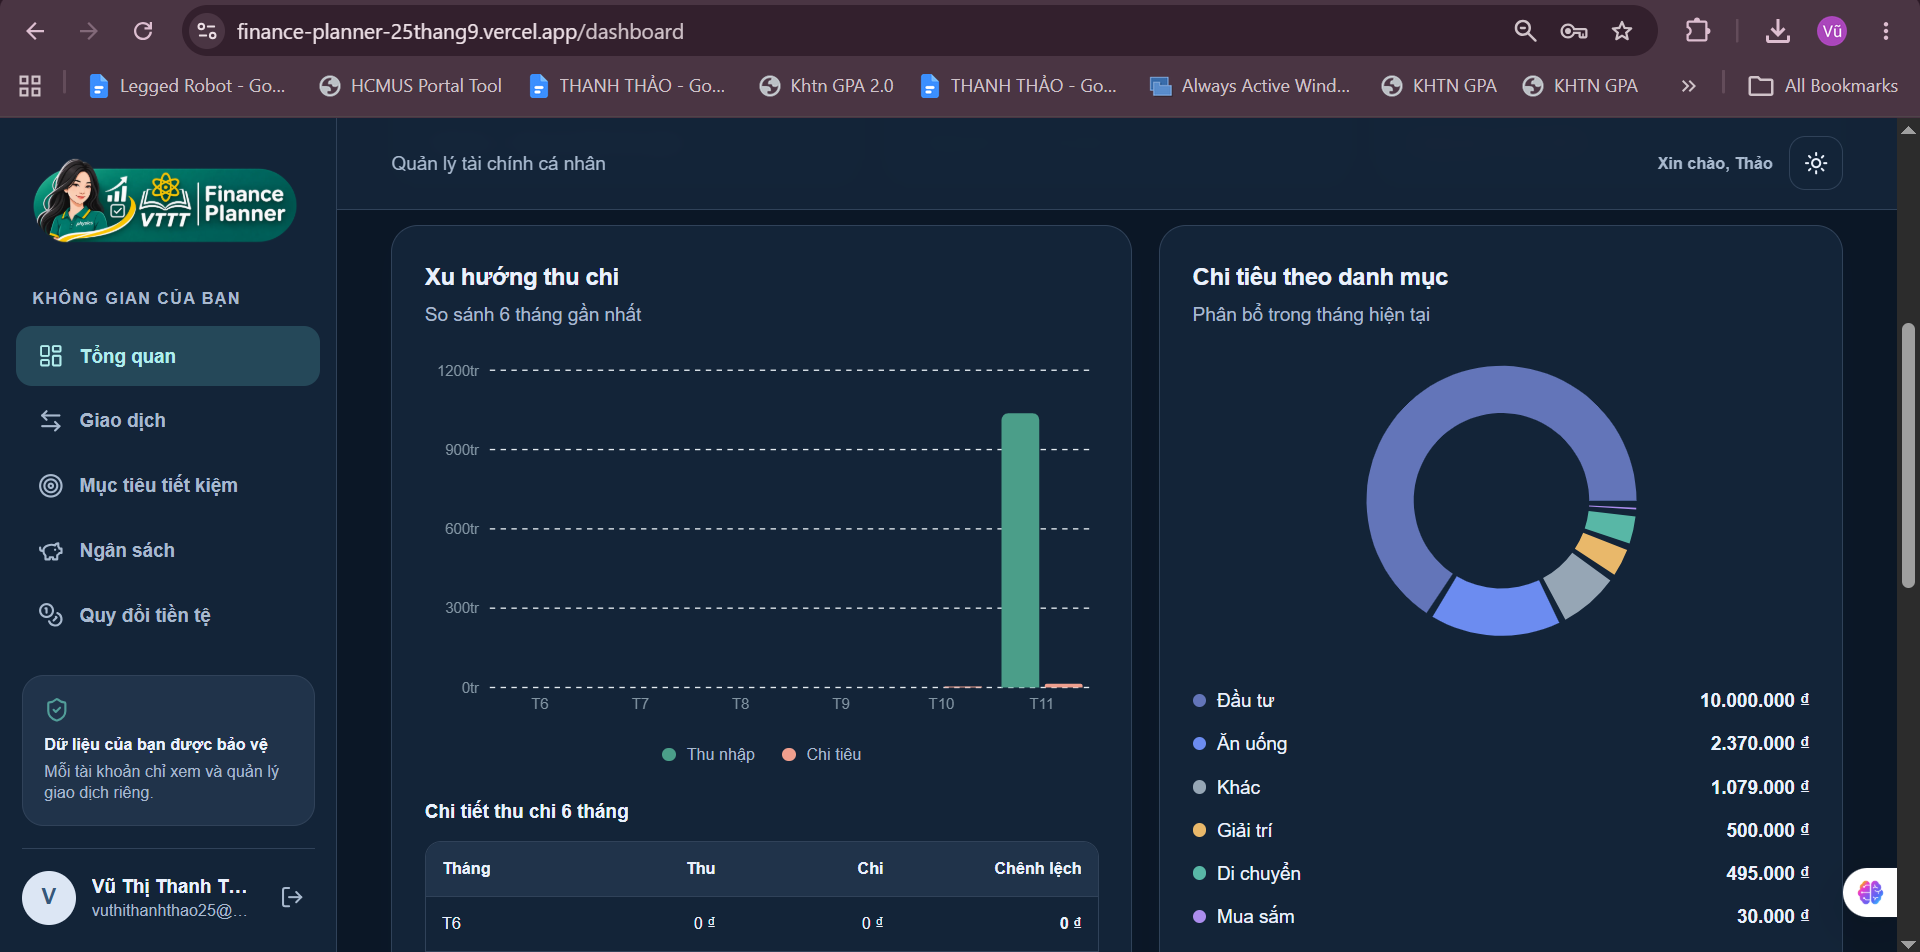 finance-planner-25thang9.vercel.app/dashboard
Vũ
Legged Robot - Go...
HCMUS Portal Tool
THANH THẢO - Go...
Khtn GPA 2.0
THANH THẢO - Go...
Always Active Wind...
KHTN GPA
KHTN GPA
All Bookmarks
VTTT
Finance
Planner
KHÔNG GIAN CỦA BẠN
Tổng quan
Giao dịch
Mục tiêu tiết kiệm
Ngân sách
Quy đổi tiền tệ
Dữ liệu của bạn được bảo vệ
Mỗi tài khoản chỉ xem và quản lý
giao dịch riêng.
V
Vũ Thị Thanh T...
vuthithanhthao25@...
Quản lý tài chính cá nhân
Xin chào, Thảo
Xu hướng thu chi
So sánh 6 tháng gần nhất
1200tr
900tr
600tr
300tr
0tr
T6 T7 T8 T9 T10 T11
Thu nhập Chi tiêu
Chi tiết thu chi 6 tháng
Tháng Thu Chi Chênh lệch
T6 0 ₫ 0 ₫ 0 ₫
Chi tiêu theo danh mục
Phân bổ trong tháng hiện tại
Đầu tư 10.000.000 ₫
Ăn uống 2.370.000 ₫
Khác 1.079.000 ₫
Giải trí 500.000 ₫
Di chuyển 495.000 ₫
Mua sắm 30.000 ₫